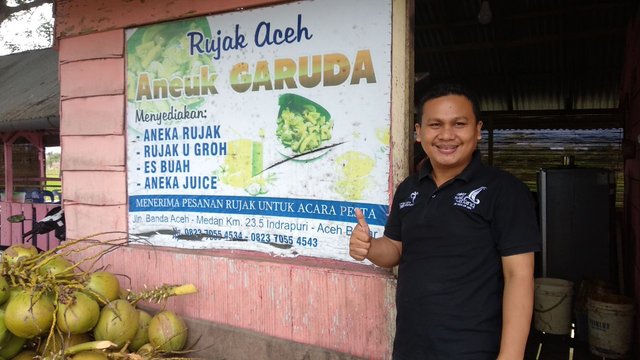 Rujak Aceh
Aneuk GARUDA
Menyediakan:
- ANEKA RUJAK
- RUJAK U GROH
- ES BUAH
- ANEKA JUICE
MENERIMA PESANAN RUJAK UNTUK ACARA PESTA
Jln. Banda Aceh - Medan Km. 23.5 Indrapuri - Aceh Besar
0823 7055 4534 - 0823 7055 4543